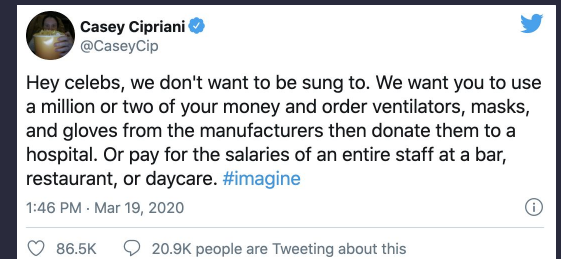 Casey Cipriani
@CaseyCip
Hey celebs, we don't want to be sung to. We want you to use
a million or two of your money and order ventilators, masks,
and gloves from the manufacturers then donate them to a
hospital. Or pay for the salaries of an entire staff at a bar,
restaurant, or daycare. #imagine
1:46 PM · Mar 19, 2020
86.5K 20.9K people are Tweeting about this